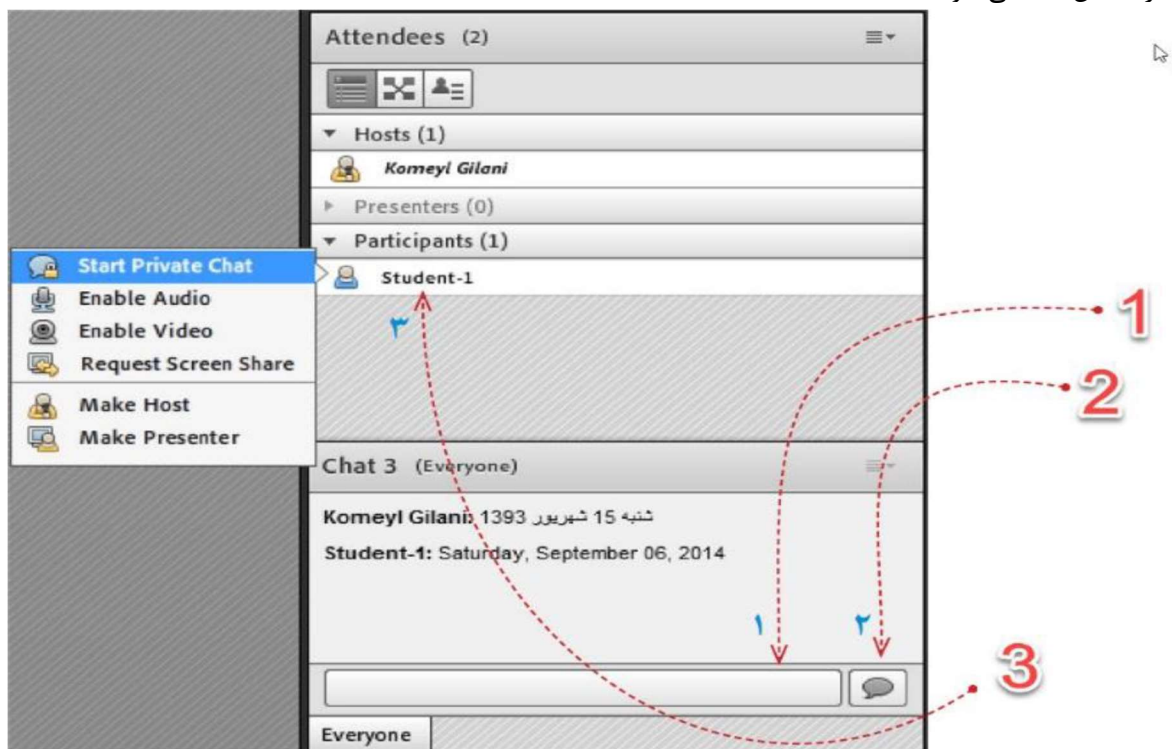 Attendees (2)
Hosts (1)
Komeyl Gilani
Presenters (0)
Participants (1)
Start Private Chat
Student-1
Enable Audio
Enable Video
Request Screen Share
Make Host
Make Presenter
۳
1
2
Chat 3 (Everyone)
Komeyl Gilani: شنبه 15 شهریور 1393
Student-1: Saturday, September 06, 2014
۱ ۲
3
Everyone